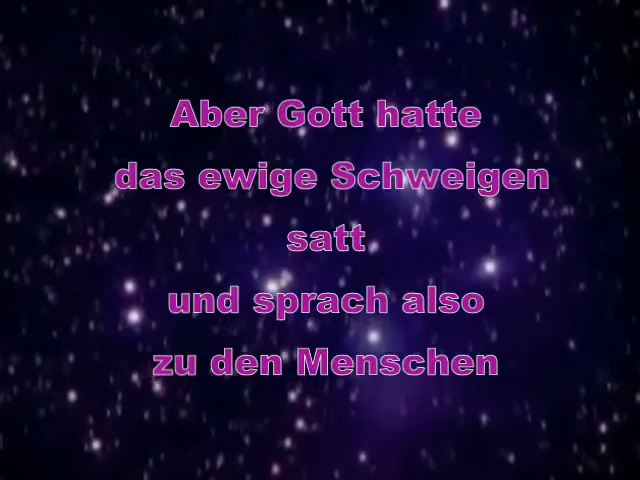 Aber Gott hatte
das ewige Schweigen
satt
und sprach also
zu den Menschen